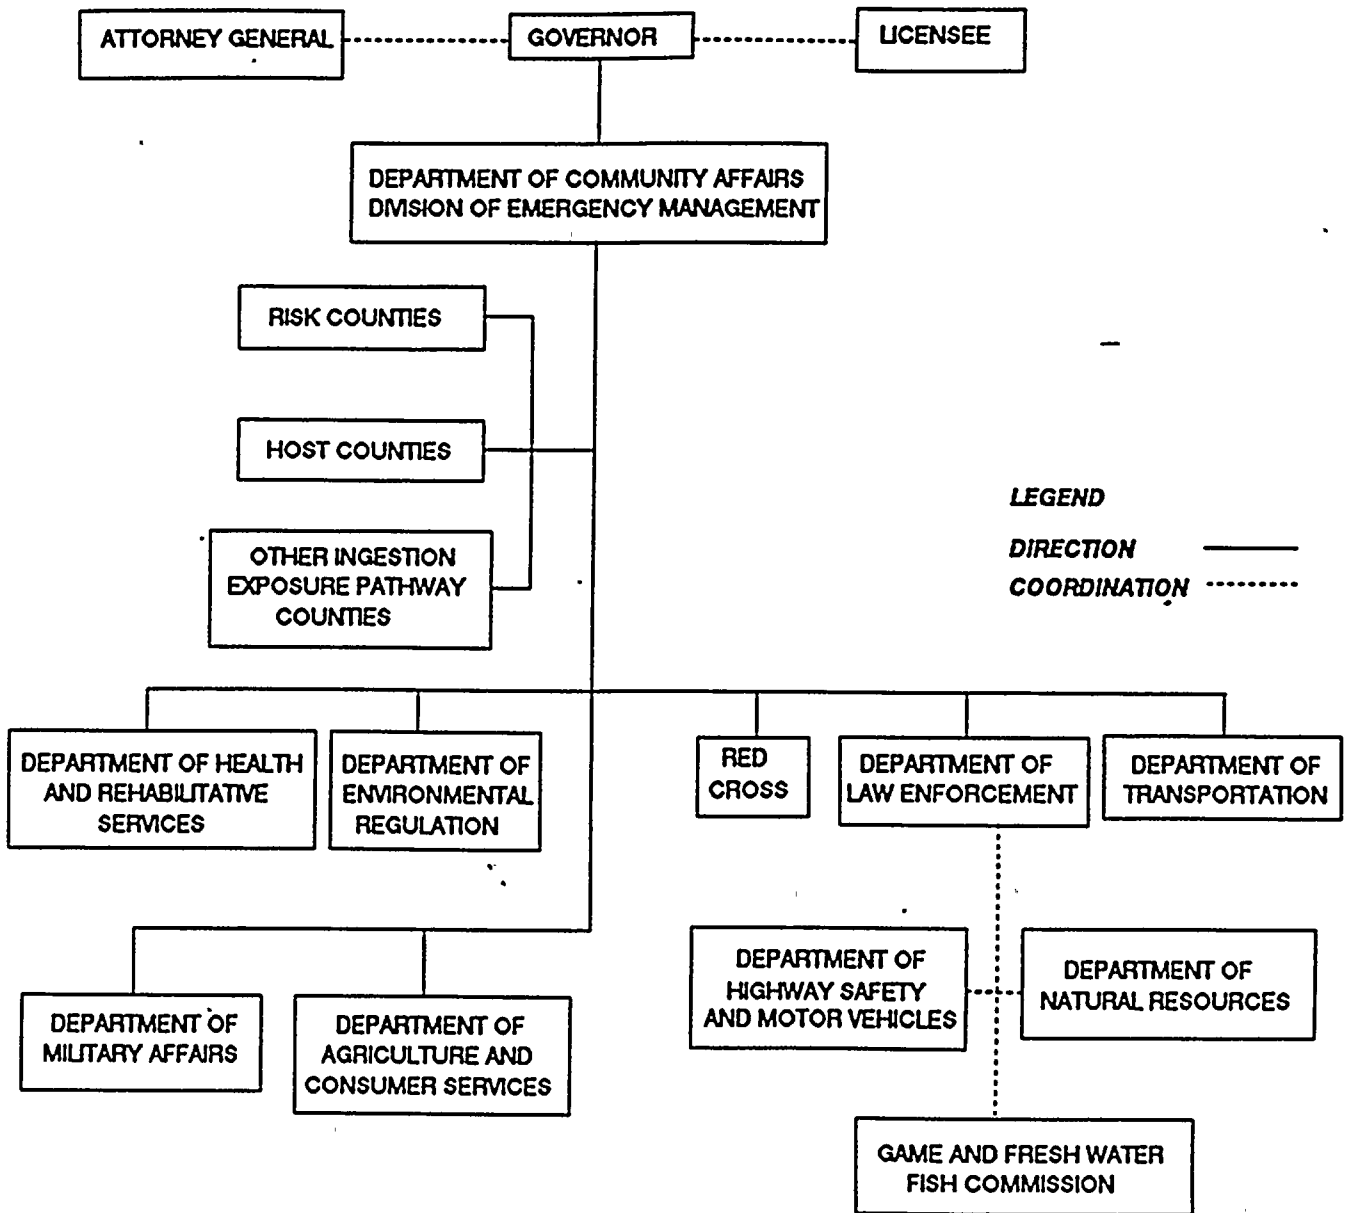 ATTORNEY GENERAL
GOVERNOR
LICENSEE
DEPARTMENT OF COMMUNITY AFFAIRS
DIVISION OF EMERGENCY MANAGEMENT
RISK COUNTIES
HOST COUNTIES
OTHER INGESTION
EXPOSURE PATHWAY
COUNTIES
LEGEND
DIRECTION
COORDINATION
DEPARTMENT OF HEALTH
AND REHABILITATIVE
SERVICES
DEPARTMENT OF
ENVIRONMENTAL
REGULATION
RED
CROSS
DEPARTMENT OF
LAW ENFORCEMENT
DEPARTMENT OF
TRANSPORTATION
DEPARTMENT OF
HIGHWAY SAFETY
AND MOTOR VEHICLES
DEPARTMENT OF
NATURAL RESOURCES
DEPARTMENT OF
MILITARY AFFAIRS
DEPARTMENT OF
AGRICULTURE AND
CONSUMER SERVICES
GAME AND FRESH WATER
FISH COMMISSION